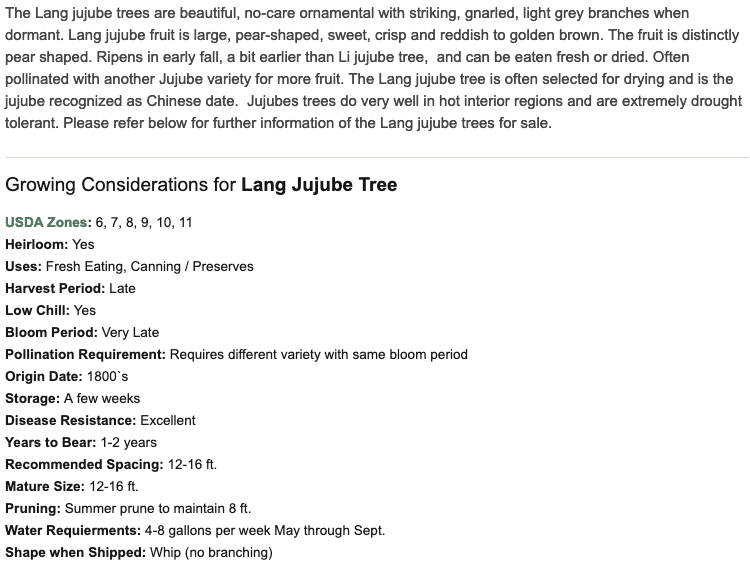 The Lang jujube trees are beautiful, no-care ornamental with striking, gnarled, light grey branches when
dormant. Lang jujube fruit is large, pear-shaped, sweet, crisp and reddish to golden brown. The fruit is distinctly
pear shaped. Ripens in early fall, a bit earlier than Li jujube tree,  and can be eaten fresh or dried. Often
pollinated with another Jujube variety for more fruit. The Lang jujube tree is often selected for drying and is the
jujube recognized as Chinese date.  Jujubes trees do very well in hot interior regions and are extremely drought
tolerant. Please refer below for further information of the Lang jujube trees for sale.
Growing Considerations for Lang Jujube Tree
USDA Zones: 6, 7, 8, 9, 10, 11
Heirloom: Yes
Uses: Fresh Eating, Canning / Preserves
Harvest Period: Late
Low Chill: Yes
Bloom Period: Very Late
Pollination Requirement: Requires different variety with same bloom period
Origin Date: 1800`s
Storage: A few weeks
Disease Resistance: Excellent
Years to Bear: 1-2 years
Recommended Spacing: 12-16 ft.
Mature Size: 12-16 ft.
Pruning: Summer prune to maintain 8 ft.
Water Requierments: 4-8 gallons per week May through Sept.
Shape when Shipped: Whip (no branching)